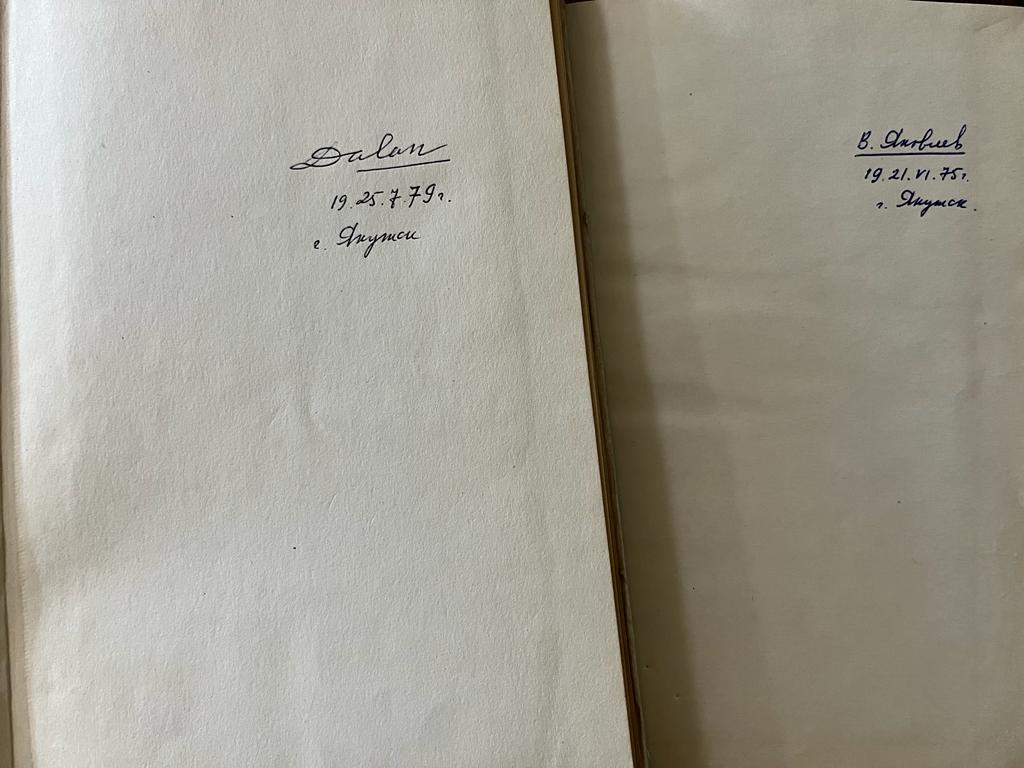 Dalan
19.25.7.79г.
г. Якутск
В. Яковлев
19.21.VI.75г.
г. Якутск.